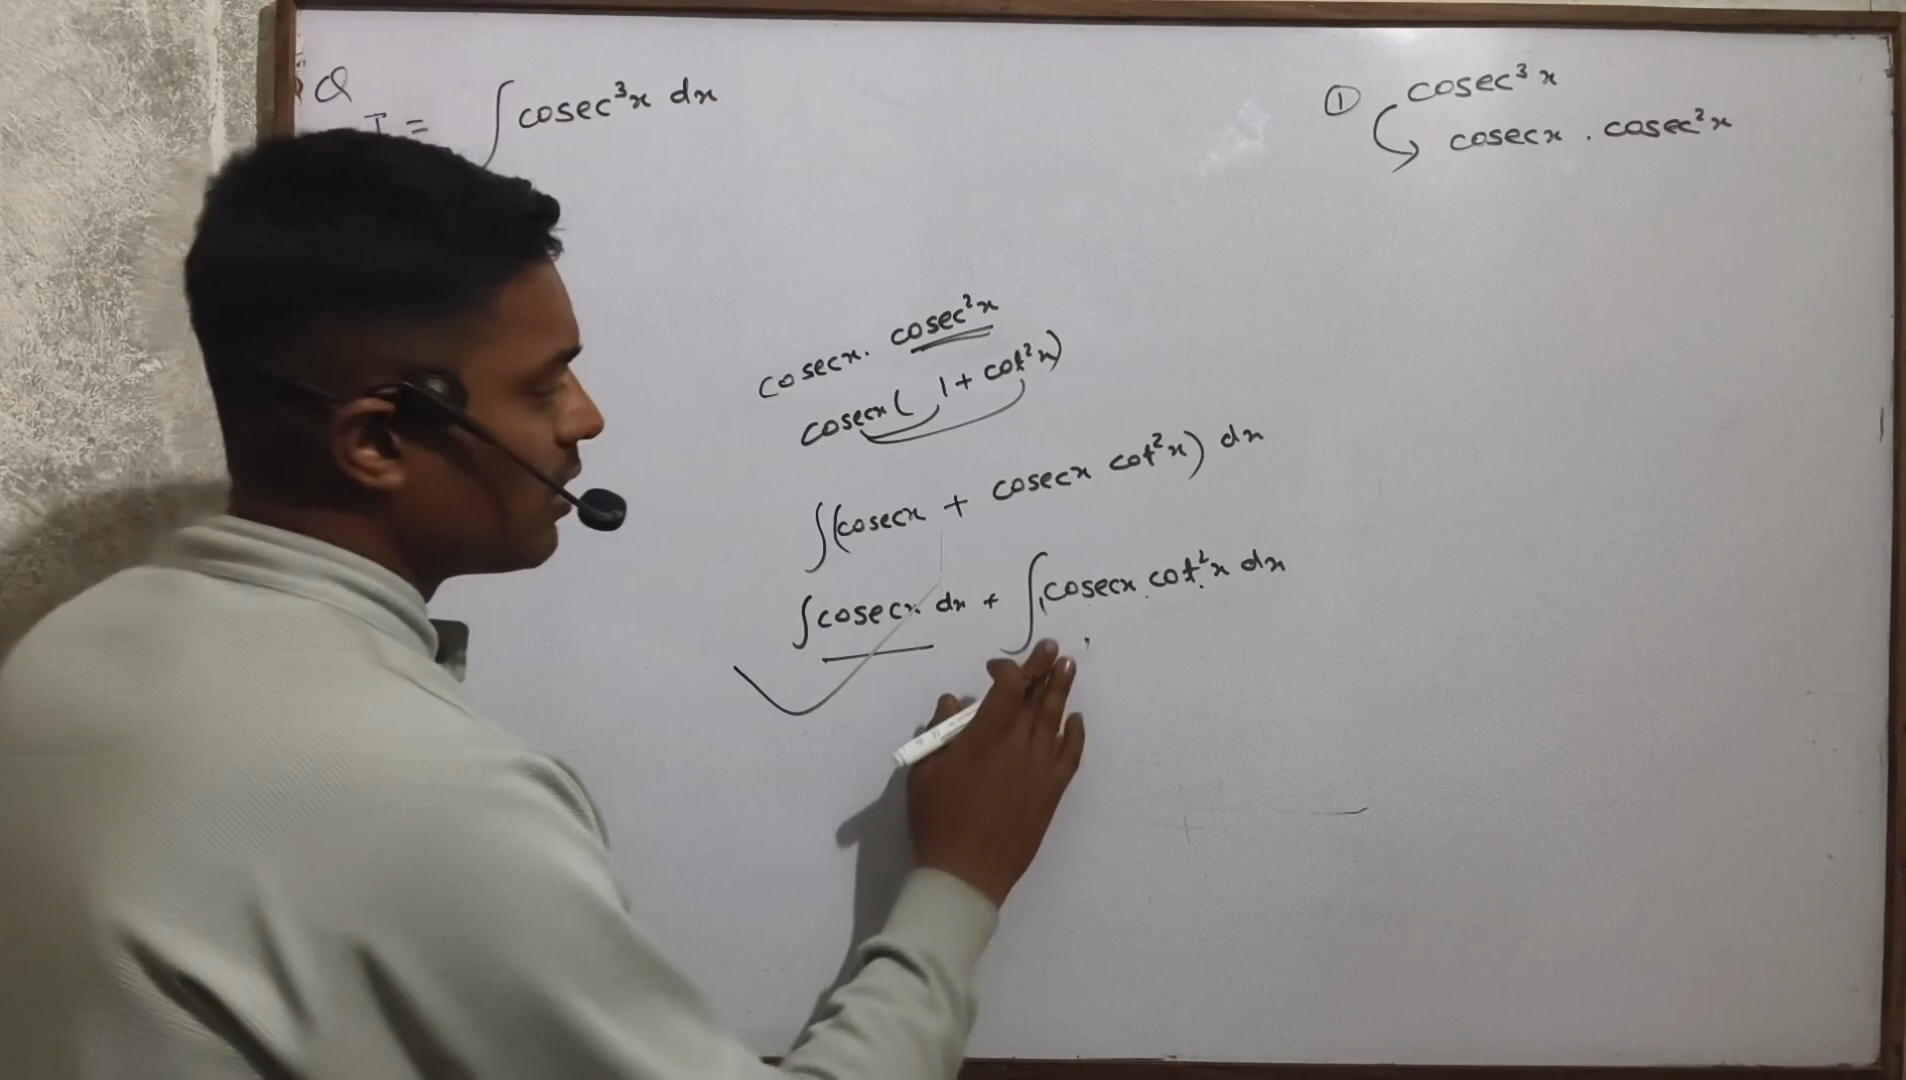 Q
I = ∫ cosec³x dx
① cosec³x
cosecx . cosec²x
cosecx. cosec²x
cosecx ( 1 + cot²x)
∫(cosecx + cosecx cot²x) dx
∫cosecx dx + ∫cosecx cot²x dx